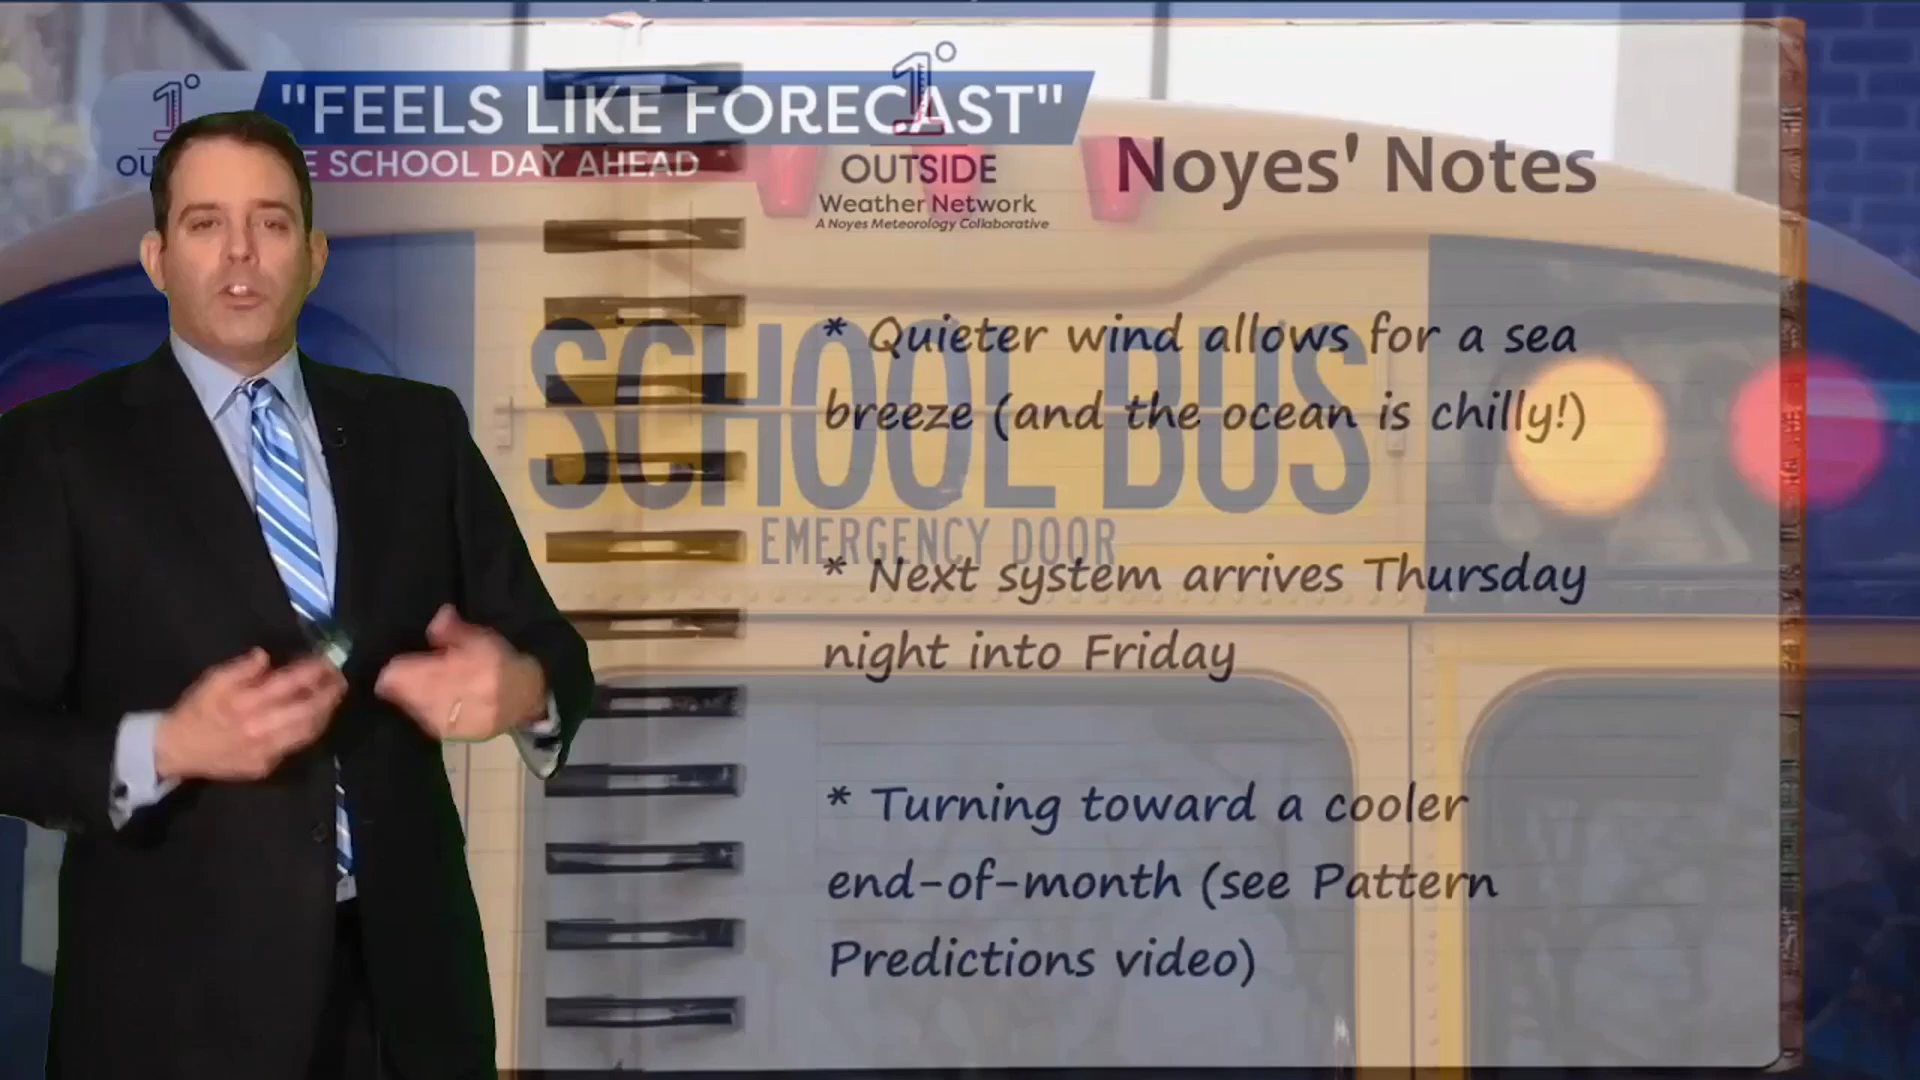 1°
"FEELS LIKE FORECAST"
OU
E SCHOOL DAY AHEAD
1°
OUTSIDE
Weather Network
A Noyes Meteorology Collaborative
Noyes' Notes
SCHOOL BUS
EMERGENCY DOOR
* Quieter wind allows for a sea
breeze (and the ocean is chilly!)
* Next system arrives Thursday
night into Friday
* Turning toward a cooler
end-of-month (see Pattern
Predictions video)